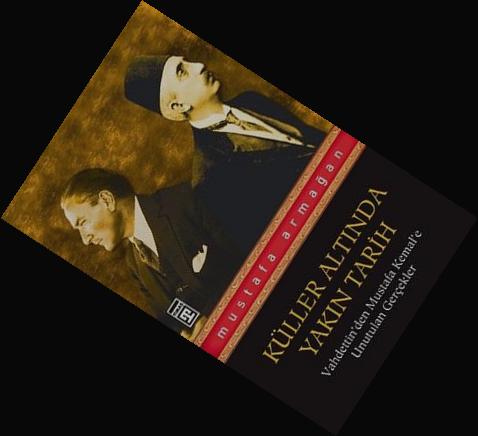 mustafa armağan
KÜLLER ALTINDA
YAKIN TARİH
Vahdettin'den Mustafa Kemal'e
Unutulan Gerçekler